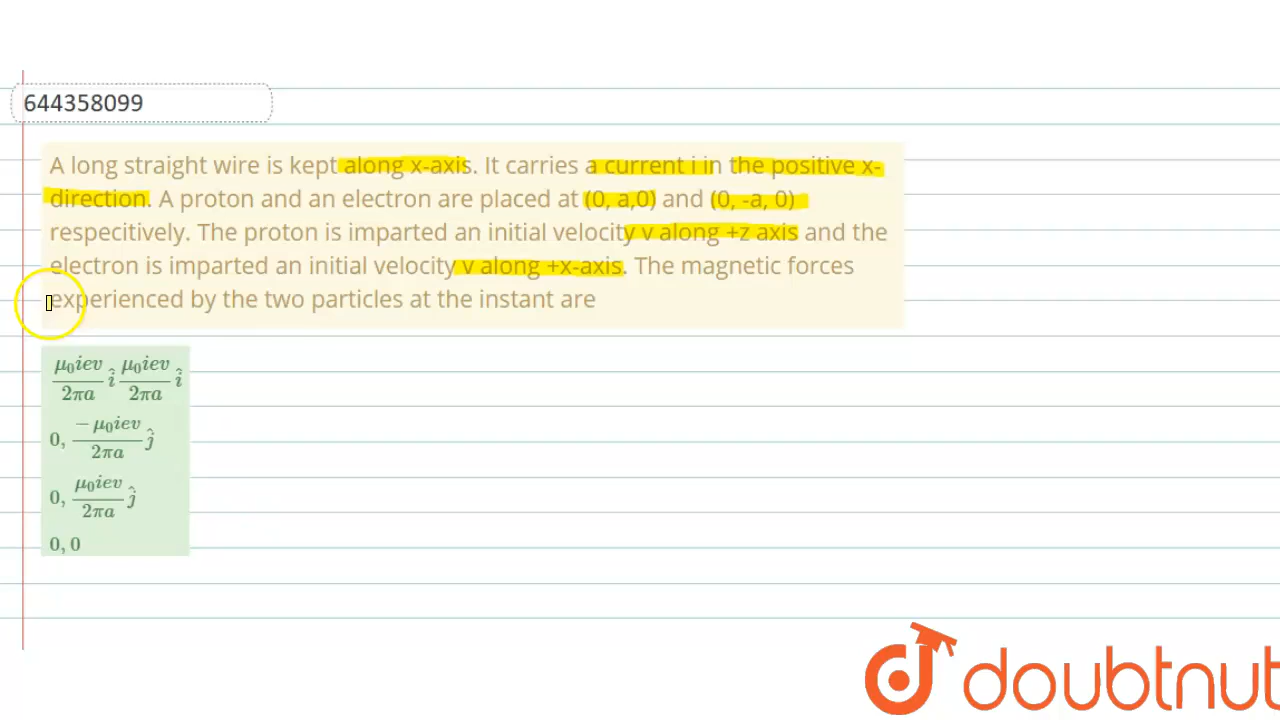 644358099
A long straight wire is kept along x-axis. It carries a current i in the positive x-
direction. A proton and an electron are placed at (0, a,0) and (0, -a, 0)
respecitively. The proton is imparted an initial velocity v along +z axis and the
electron is imparted an initial velocity v along +x-axis. The magnetic forces
experienced by the two particles at the instant are
μ₀iev/2πa î μ₀iev/2πa î
0, −μ₀iev/2πa ĵ
0, μ₀iev/2πa ĵ
0, 0
doubtnut